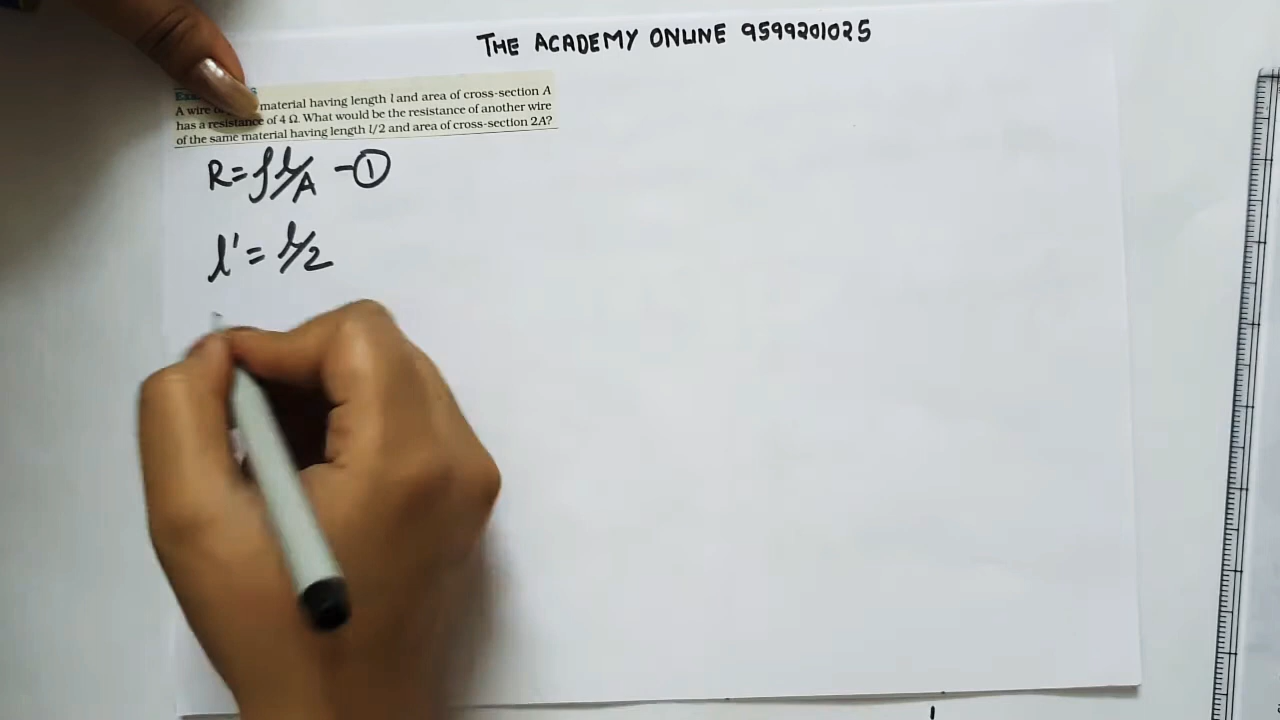 THE ACADEMY ONLINE 9599201025
A wire material having length l and area of cross-section A
has a resistance of 4 Ω. What would be the resistance of another wire
of the same material having length l/2 and area of cross-section 2A?
R=ρl/A -①
l'=l/2